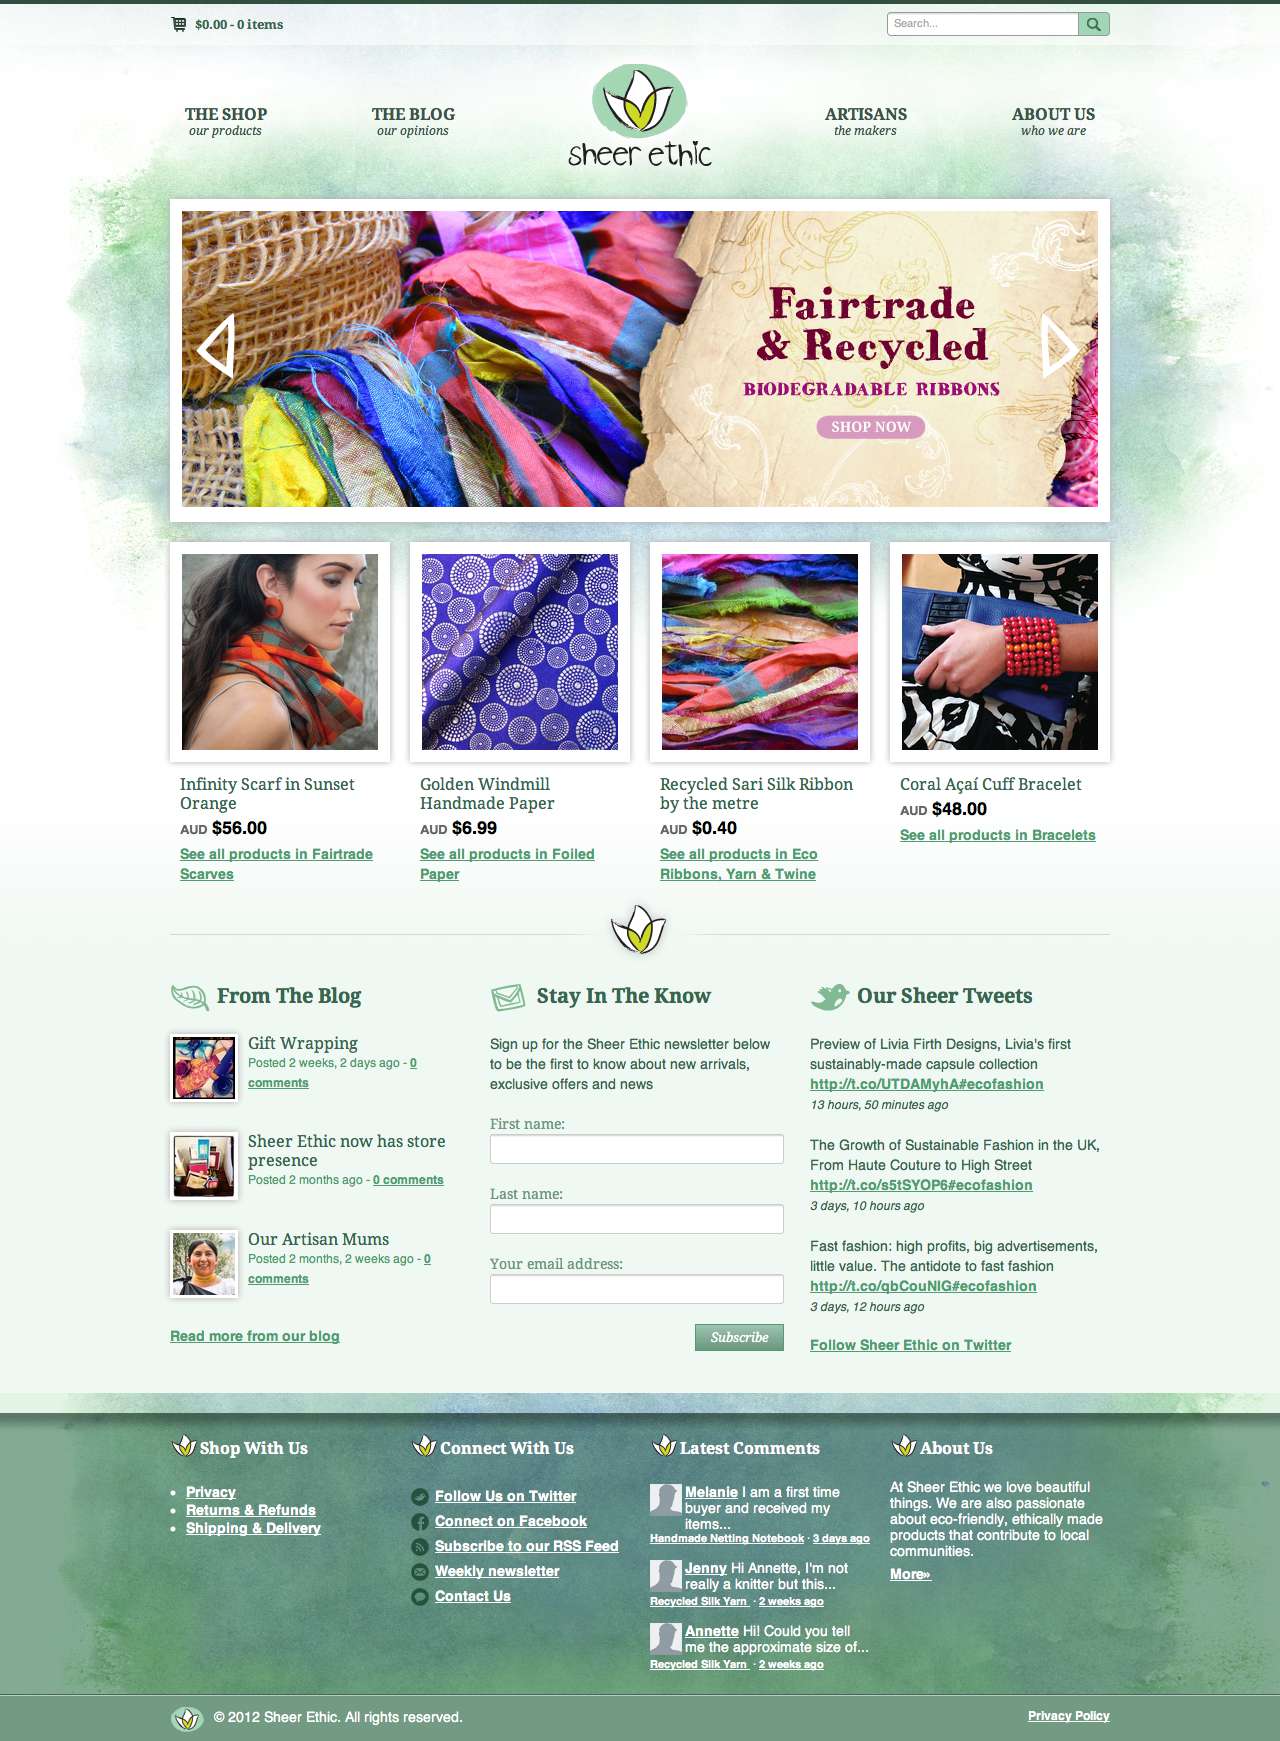 $0.00 - 0 items
Search...
THE SHOP
our products
THE BLOG
our opinions
sheer ethic
ARTISANS
the makers
ABOUT US
who we are
Fairtrade
& Recycled
BIODEGRADABLE RIBBONS
SHOP NOW
Infinity Scarf in Sunset
Orange
AUD $56.00
See all products in Fairtrade
Scarves
Golden Windmill
Handmade Paper
AUD $6.99
See all products in Foiled
Paper
Recycled Sari Silk Ribbon
by the metre
AUD $0.40
See all products in Eco
Ribbons, Yarn & Twine
Coral Açaí Cuff Bracelet
AUD $48.00
See all products in Bracelets
From The Blog
Gift Wrapping
Posted 2 weeks, 2 days ago - 0
comments
Sheer Ethic now has store
presence
Posted 2 months ago - 0 comments
Our Artisan Mums
Posted 2 months, 2 weeks ago - 0
comments
Read more from our blog
Stay In The Know
Sign up for the Sheer Ethic newsletter below
to be the first to know about new arrivals,
exclusive offers and news
First name:
Last name:
Your email address:
Subscribe
Our Sheer Tweets
Preview of Livia Firth Designs, Livia's first
sustainably-made capsule collection
http://t.co/UTDAMyhA#ecofashion
13 hours, 50 minutes ago
The Growth of Sustainable Fashion in the UK,
From Haute Couture to High Street
http://t.co/s5tSYOP6#ecofashion
3 days, 10 hours ago
Fast fashion: high profits, big advertisements,
little value. The antidote to fast fashion
http://t.co/qbCouNIG#ecofashion
3 days, 12 hours ago
Follow Sheer Ethic on Twitter
Shop With Us
Privacy
Returns & Refunds
Shipping & Delivery
Connect With Us
Follow Us on Twitter
Connect on Facebook
Subscribe to our RSS Feed
Weekly newsletter
Contact Us
Latest Comments
Melanie I am a first time
buyer and received my
items...
Handmade Netting Notebook · 3 days ago
Jenny Hi Annette, I'm not
really a knitter but this...
Recycled Silk Yarn · 2 weeks ago
Annette Hi! Could you tell
me the approximate size of...
Recycled Silk Yarn · 2 weeks ago
About Us
At Sheer Ethic we love beautiful
things. We are also passionate
about eco-friendly, ethically made
products that contribute to local
communities.
More»
© 2012 Sheer Ethic. All rights reserved.
Privacy Policy